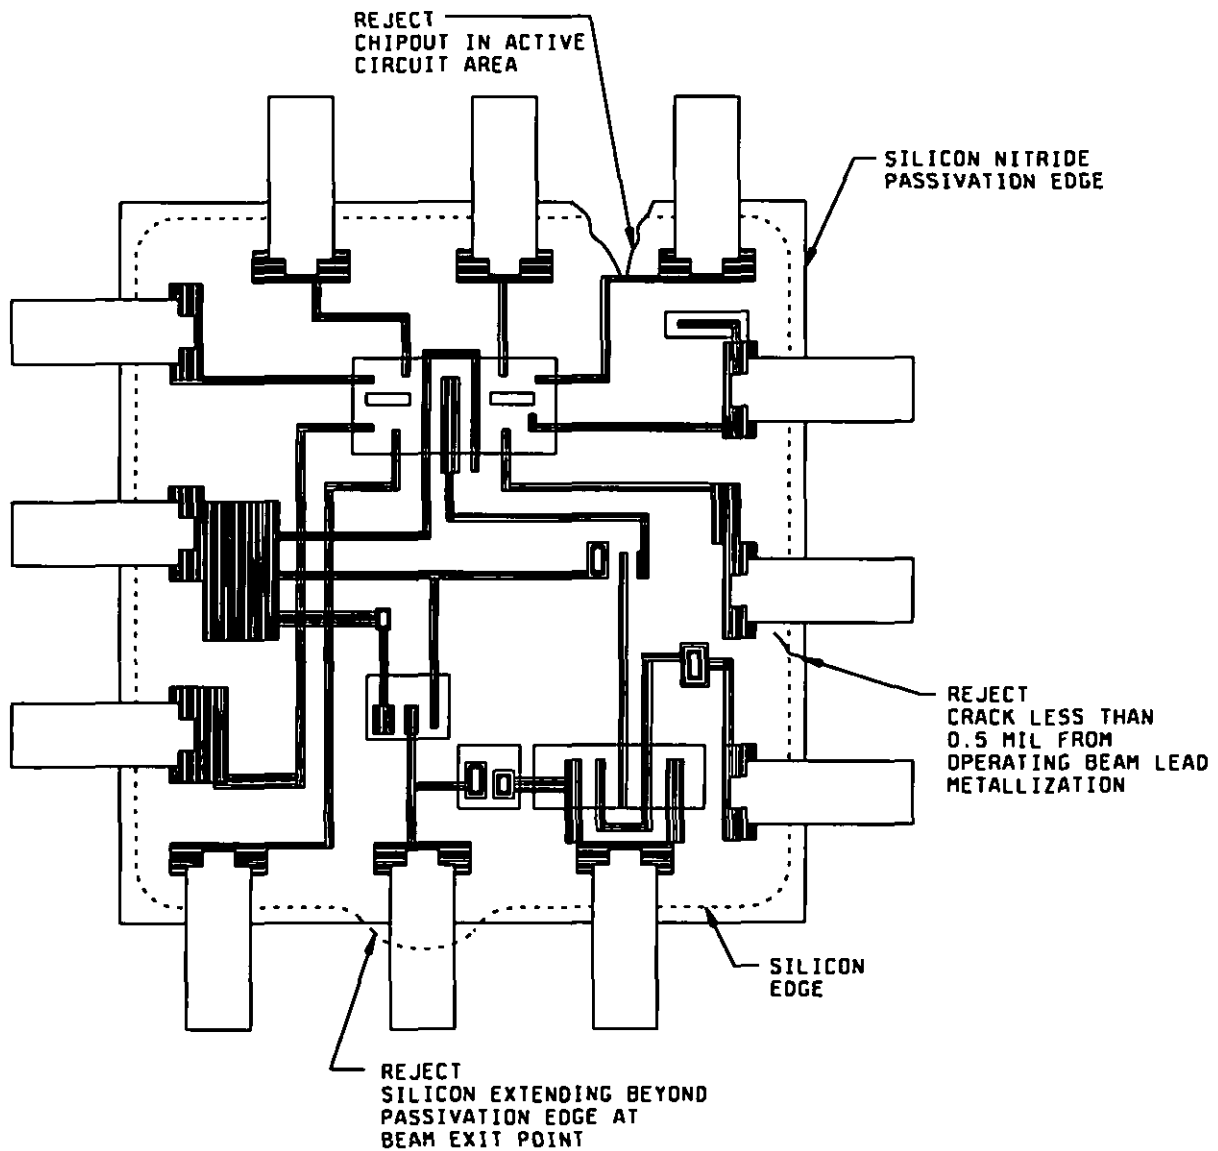 REJECT
CHIPOUT IN ACTIVE
CIRCUIT AREA
SILICON NITRIDE
PASSIVATION EDGE
REJECT
CRACK LESS THAN
0.5 MIL FROM
OPERATING BEAM LEAD
METALLIZATION
SILICON
EDGE
REJECT
SILICON EXTENDING BEYOND
PASSIVATION EDGE AT
BEAM EXIT POINT